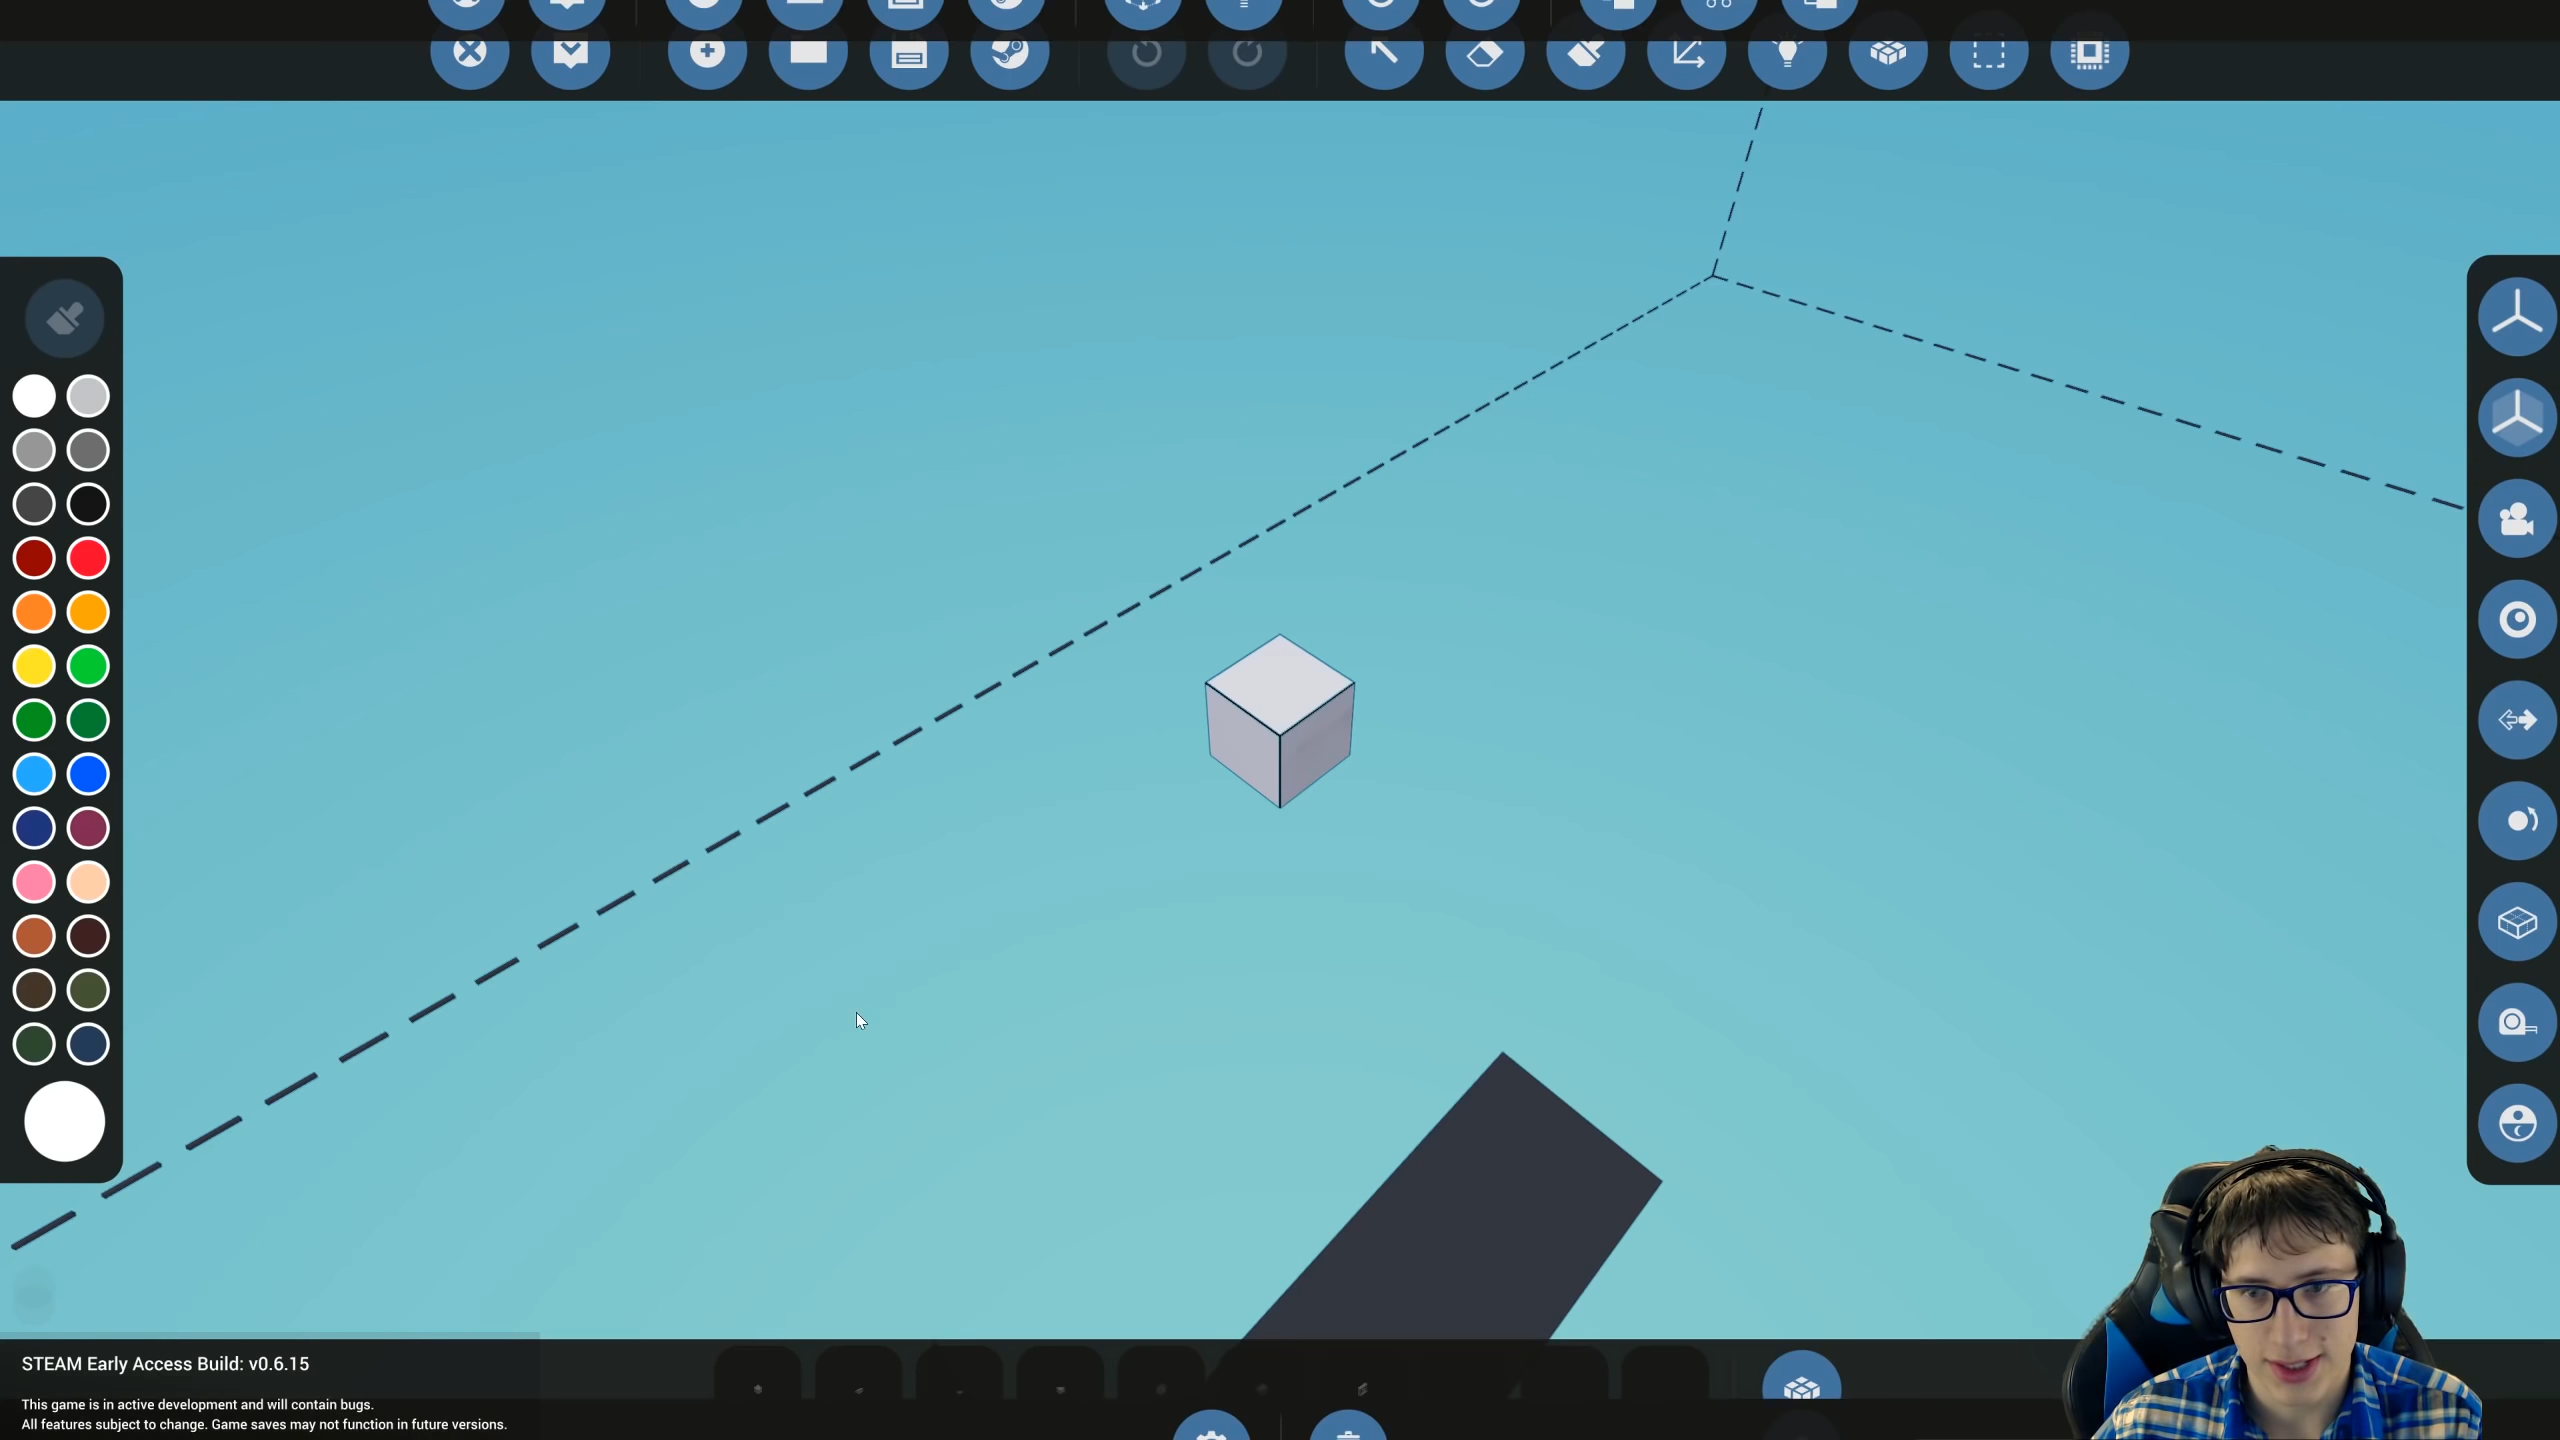 STEAM Early Access Build: v0.6.15
This game is in active development and will contain bugs.
All features subject to change. Game saves may not function in future versions.